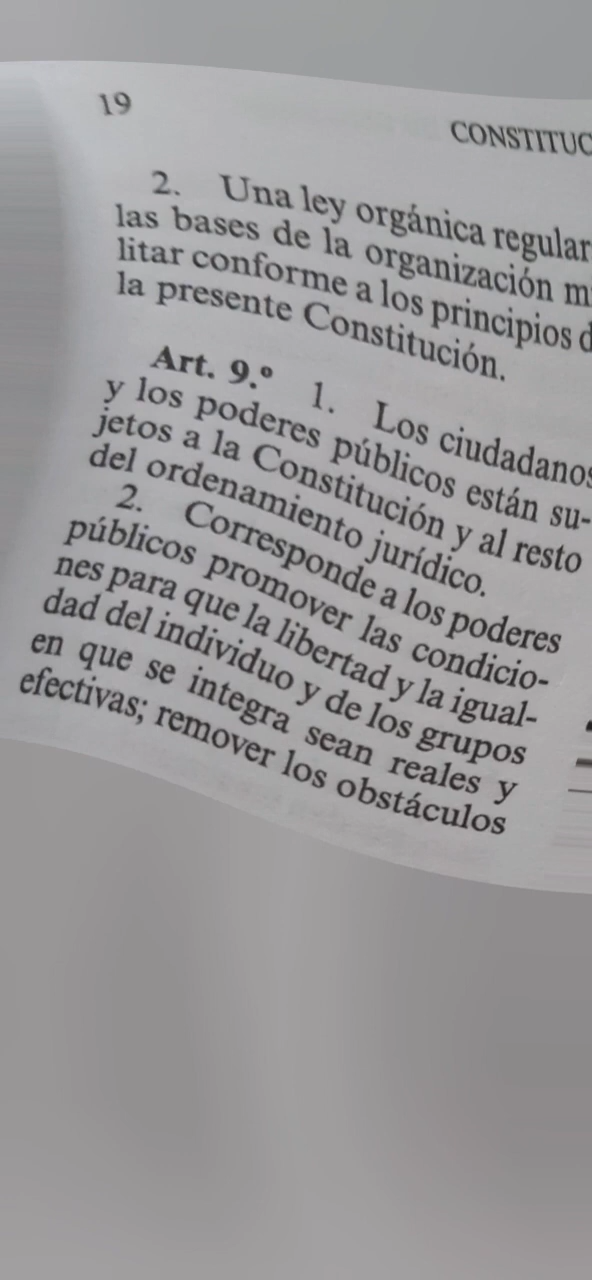 19
CONSTITUC
2. Una ley orgánica regular
las bases de la organización mi
litar conforme a los principios d
la presente Constitución.
Art. 9.º 1. Los ciudadanos
y los poderes públicos están su-
jetos a la Constitución y al resto
del ordenamiento jurídico.
2. Corresponde a los poderes
públicos promover las condicio-
nes para que la libertad y la igual-
dad del individuo y de los grupos
en que se integra sean reales y
efectivas; remover los obstáculos